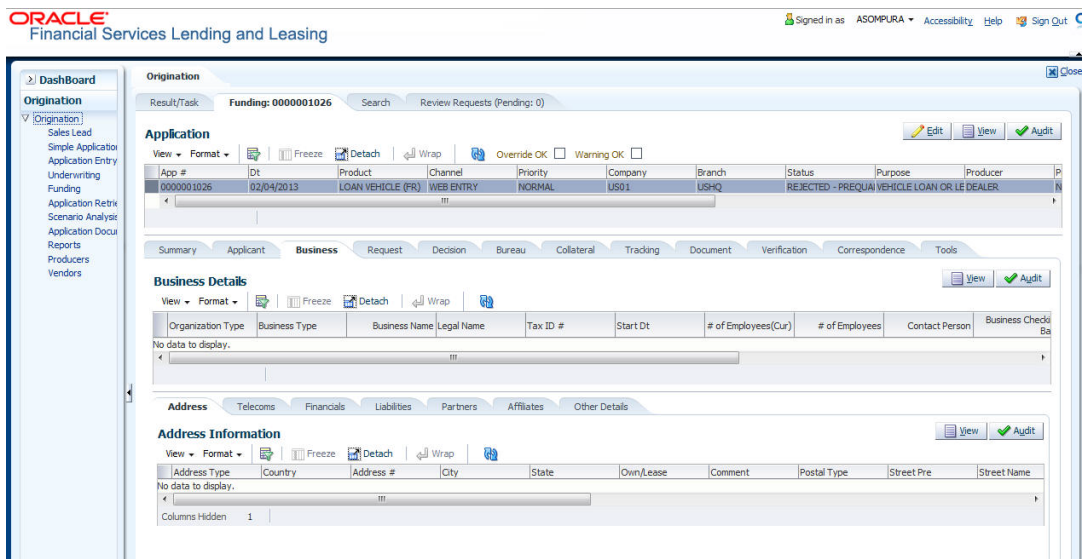 ORACLE®
Financial Services Lending and Leasing
Signed in as ASOMPURA Accessibility Help Sign Out
DashBoard
Origination
Origination
Sales Lead
Simple Application
Application Entry
Underwriting
Funding
Application Retrie
Scenario Analysis
Application Docu
Reports
Producers
Vendors
Origination
Close
Result/Task Funding: 0000001026 Search Review Requests (Pending: 0)
Application
Edit View Audit
View Format Freeze Detach Wrap Override OK Warning OK
App # Dt Product Channel Priority Company Branch Status Purpose Producer P
0000001026 02/04/2013 LOAN VEHICLE (FR) WEB ENTRY NORMAL US01 USHQ REJECTED - PREQUAI VEHICLE LOAN OR LE DEALER N
Summary Applicant Business Request Decision Bureau Collateral Tracking Document Verification Correspondence Tools
Business Details
View Audit
View Format Freeze Detach Wrap
Organization Type Business Type Business Name Legal Name Tax ID # Start Dt # of Employees(Cur) # of Employees Contact Person Business Checki
Ba
No data to display.
Address Telecoms Financials Liabilities Partners Affiliates Other Details
Address Information
View Audit
View Format Freeze Detach Wrap
Address Type Country Address # City State Own/Lease Comment Postal Type Street Pre Street Name
No data to display.
Columns Hidden 1